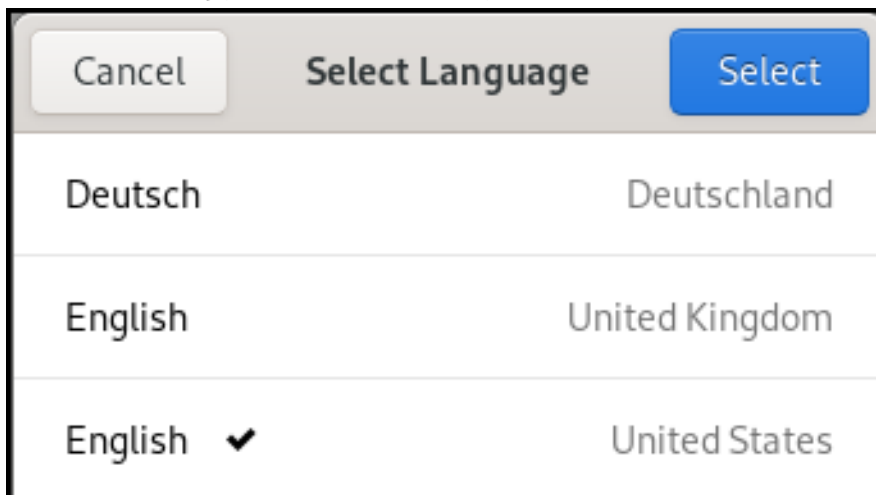 Cancel Select Language Select
Deutsch Deutschland
English United Kingdom
English ✔ United States